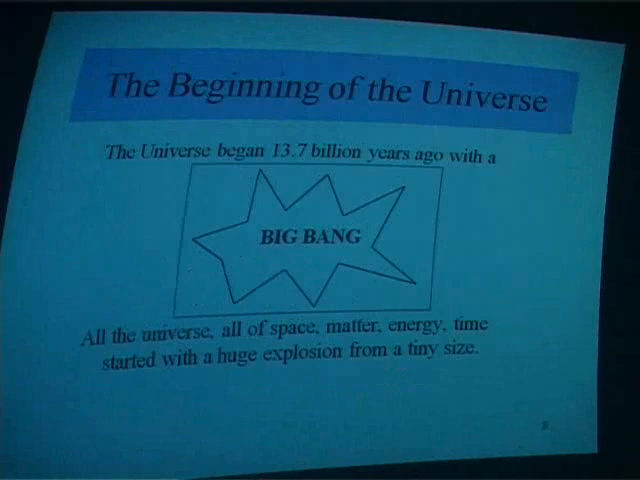 The Beginning of the Universe
The Universe began 13.7 billion years ago with a
BIG BANG
All the universe, all of space, matter, energy, time
started with a huge explosion from a tiny size.